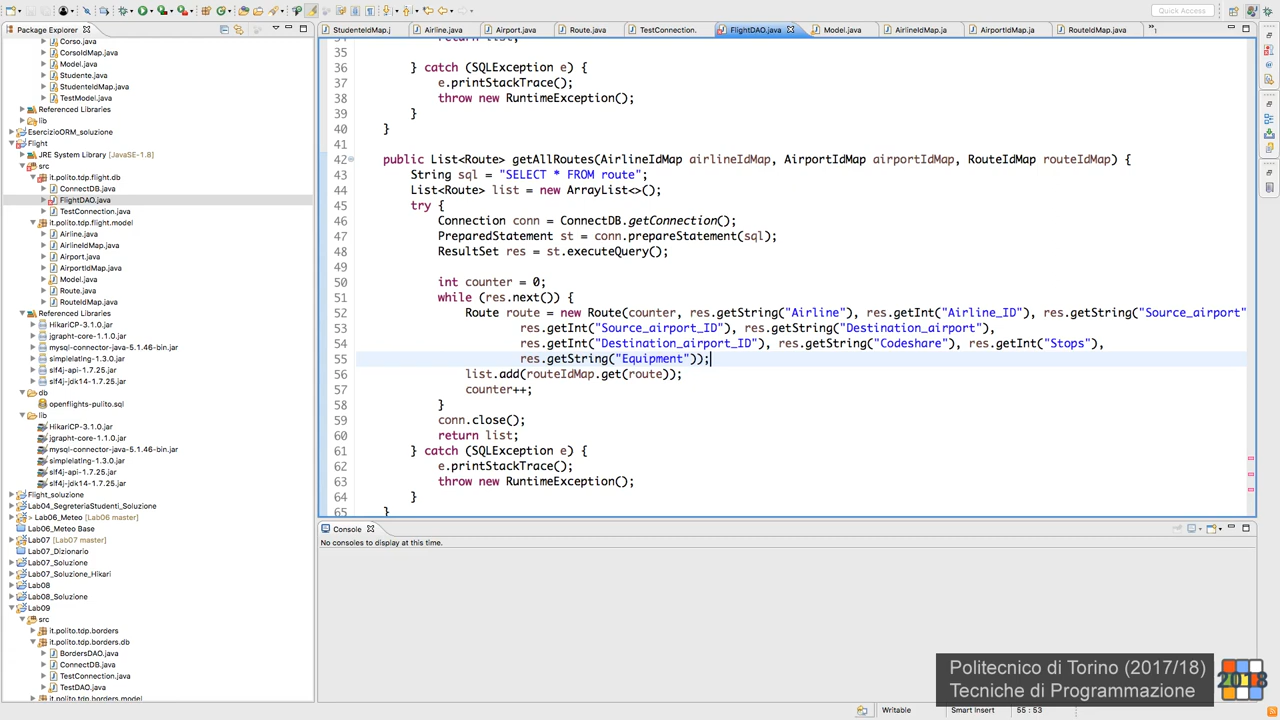 Quick Access
Package Explorer
StudenteIdMap.j
Airline.java
Airport.java
Route.java
TestConnection.
FlightDAO.java
Model.java
AirlineIdMap.ja
AirportIdMap.ja
RouteIdMap.java
»1
Corso.java
CorsoIdMap.java
Model.java
Studente.java
StudenteIdMap.java
TestModel.java
Referenced Libraries
lib
EsercizioORM_soluzione
Flight
JRE System Library [JavaSE-1.8]
src
it.polito.tdp.flight.db
ConnectDB.java
FlightDAO.java
TestConnection.java
it.polito.tdp.flight.model
Airline.java
AirlineIdMap.java
Airport.java
AirportIdMap.java
Model.java
Route.java
RouteIdMap.java
Referenced Libraries
HikariCP-3.1.0.jar
jgrapht-core-1.1.0.jar
mysql-connector-java-5.1.46-bin.jar
simplelatlng-1.3.0.jar
slf4j-api-1.7.25.jar
slf4j-jdk14-1.7.25.jar
db
openflights-pulito.sql
lib
HikariCP-3.1.0.jar
jgrapht-core-1.1.0.jar
mysql-connector-java-5.1.46-bin.jar
simplelatlng-1.3.0.jar
slf4j-api-1.7.25.jar
slf4j-jdk14-1.7.25.jar
Flight_soluzione
Lab04_SegreteriaStudenti_Soluzione
> Lab06_Meteo [Lab06 master]
Lab06_Meteo Base
Lab07 [Lab07 master]
Lab07_Dizionario
Lab07_Soluzione
Lab07_Soluzione_Hikari
Lab08
Lab08_Soluzione
Lab09
src
it.polito.tdp.borders
it.polito.tdp.borders.db
BordersDAO.java
ConnectDB.java
TestConnection.java
TestDAO.java
it.polito.tdp.borders.model
34 return list;
35
36 } catch (SQLException e) {
37 e.printStackTrace();
38 throw new RuntimeException();
39 }
40 }
41
42 public List<Route> getAllRoutes(AirlineIdMap airlineIdMap, AirportIdMap airportIdMap, RouteIdMap routeIdMap) {
43 String sql = "SELECT * FROM route";
44 List<Route> list = new ArrayList<>();
45 try {
46 Connection conn = ConnectDB.getConnection();
47 PreparedStatement st = conn.prepareStatement(sql);
48 ResultSet res = st.executeQuery();
49
50 int counter = 0;
51 while (res.next()) {
52 Route route = new Route(counter, res.getString("Airline"), res.getInt("Airline_ID"), res.getString("Source_airport"
53 res.getInt("Source_airport_ID"), res.getString("Destination_airport"),
54 res.getInt("Destination_airport_ID"), res.getString("Codeshare"), res.getInt("Stops"),
55 res.getString("Equipment"));
56 list.add(routeIdMap.get(route));
57 counter++;
58 }
59 conn.close();
60 return list;
61 } catch (SQLException e) {
62 e.printStackTrace();
63 throw new RuntimeException();
64 }
65 }
Console
No consoles to display at this time.
Politecnico di Torino (2017/18)
Tecniche di Programmazione
2018
Writable
Smart Insert
55 : 53